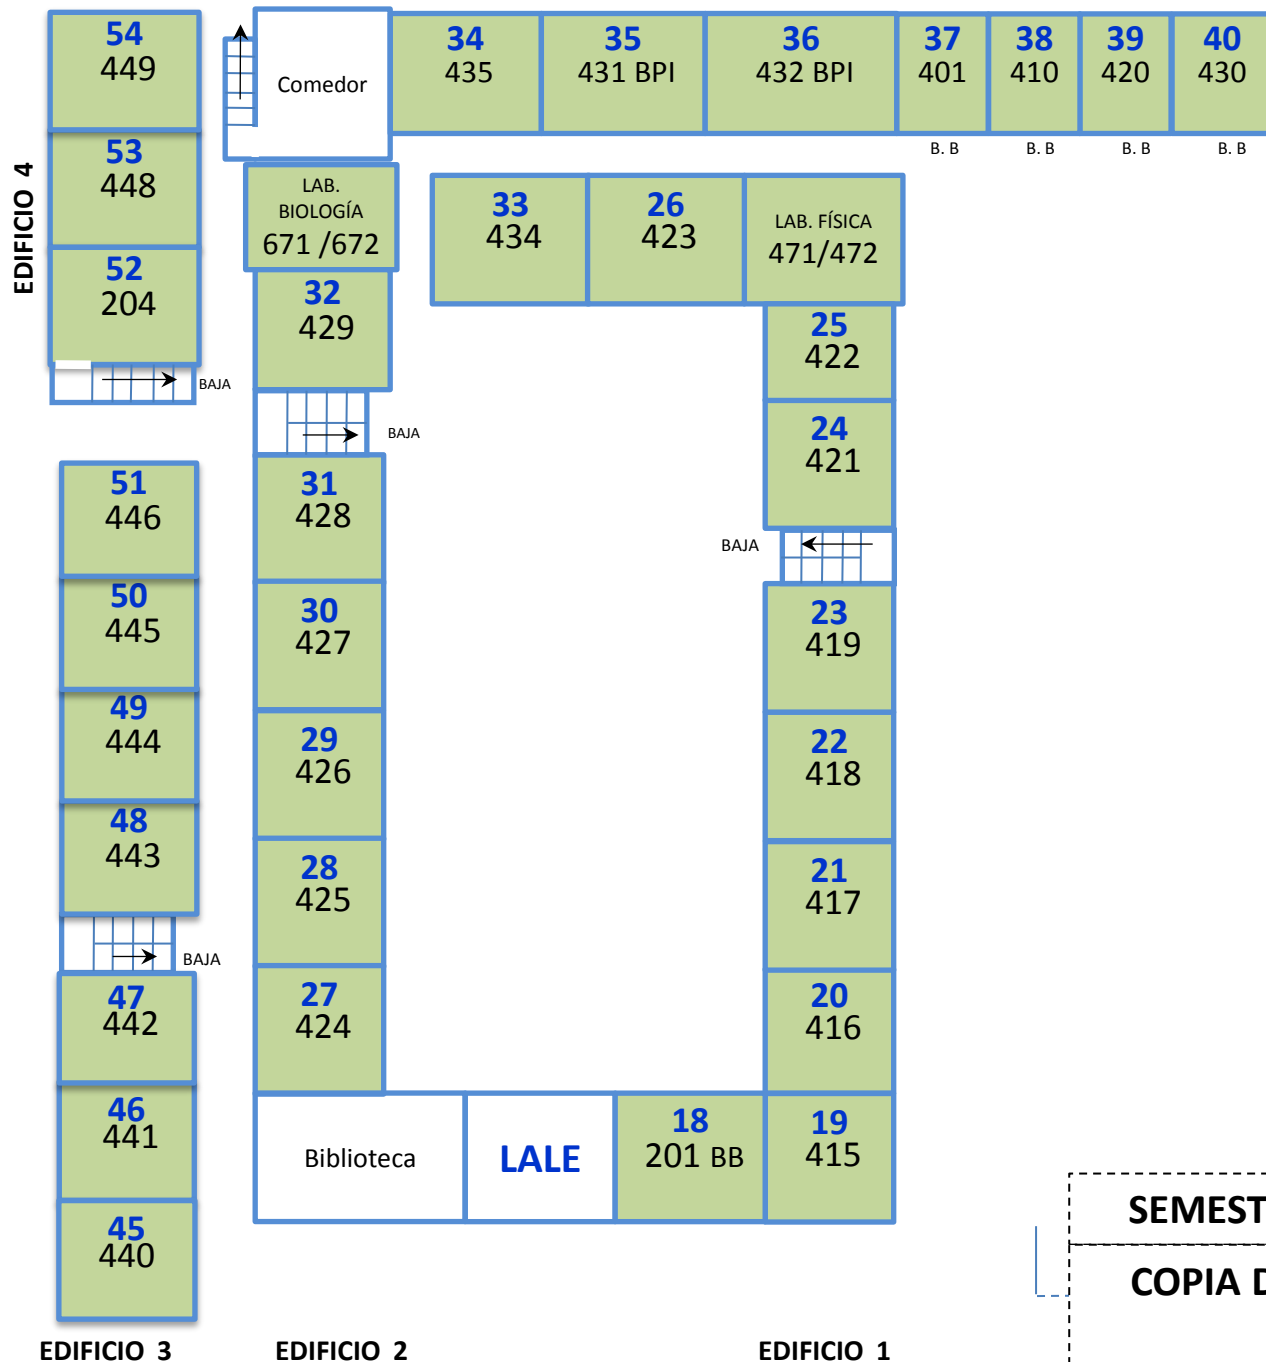 54
449
53
448
EDIFICIO 4
52
204
BAJA
51
446
50
445
49
444
48
443
BAJA
47
442
46
441
45
440
EDIFICIO 3
Comedor
LAB.
BIOLOGÍA
671 /672
32
429
BAJA
31
428
30
427
29
426
28
425
27
424
Biblioteca
LALE
18
201 BB
EDIFICIO 2
34
435
35
431 BPI
36
432 BPI
37
401
B. B
38
410
B. B
39
420
B. B
40
430
B. B
33
434
26
423
LAB. FÍSICA
471/472
25
422
24
421
BAJA
23
419
22
418
21
417
20
416
19
415
EDIFICIO 1
SEMEST
COPIA D